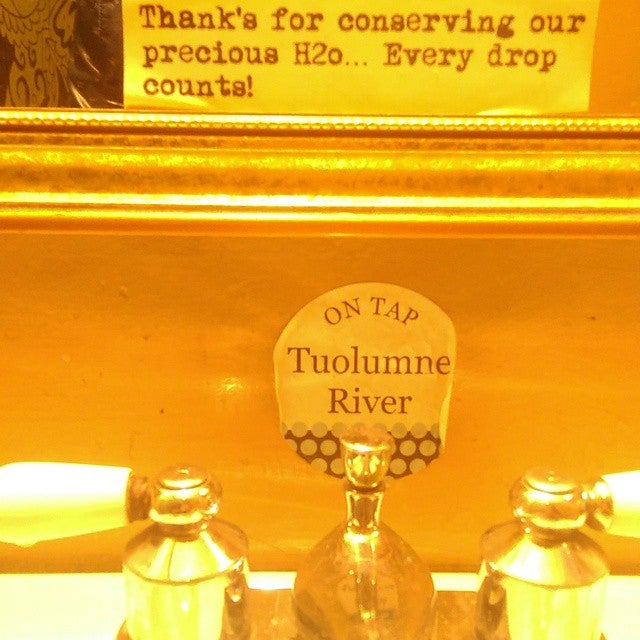 Thank's for conserving our
precious H2o... Every drop
counts!
ON TAP
Tuolumne
River